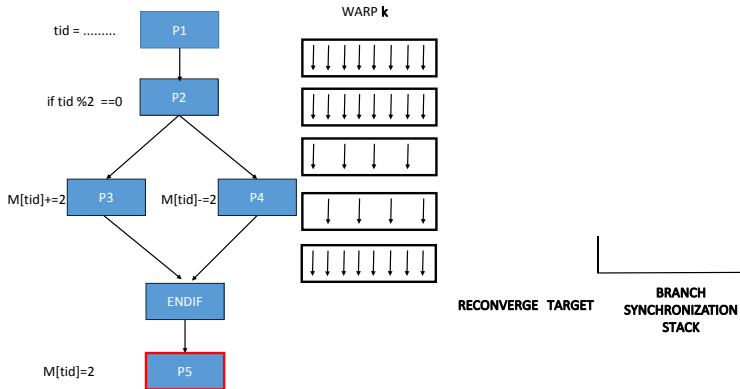 WARP k
tid = .........
P1
if tid %2 ==0
P2
M[tid]+=2
P3
M[tid]-=2
P4
ENDIF
RECONVERGE TARGET
BRANCH
SYNCHRONIZATION
STACK
M[tid]=2
P5